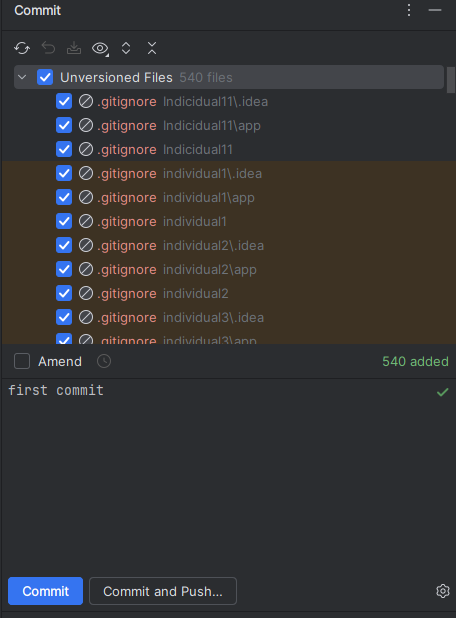 Commit
Unversioned Files 540 files
.gitignore Indicidual11\.idea
.gitignore Indicidual11\app
.gitignore Indicidual11
.gitignore individual1\.idea
.gitignore individual1\app
.gitignore individual1
.gitignore individual2\.idea
.gitignore individual2\app
.gitignore individual2
.gitignore individual3\.idea
.gitignore individual3\app
Amend 540 added
first commit
Commit Commit and Push...